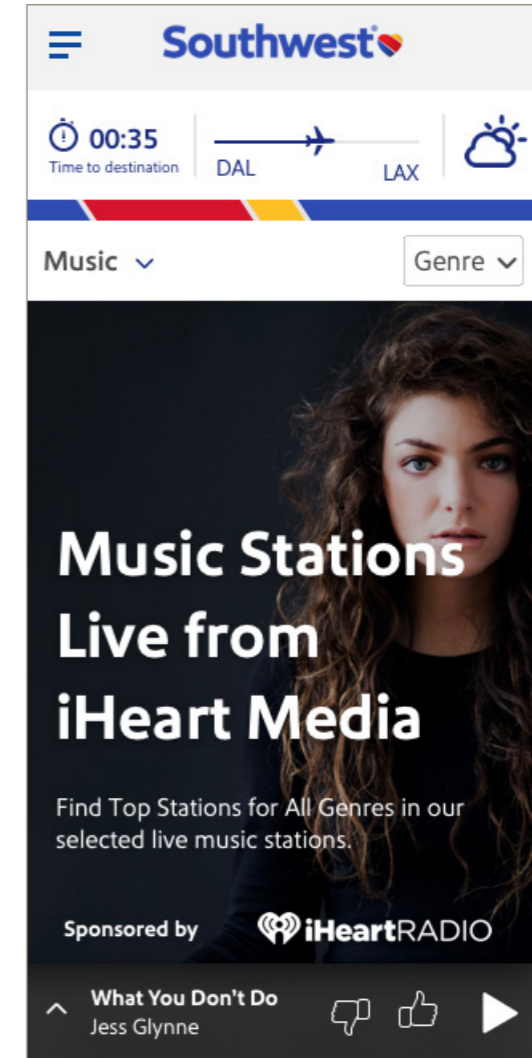 Southwest
00:35
Time to destination
DAL
LAX
Music
Genre
Music Stations
Live from
iHeart Media
Find Top Stations for All Genres in our
selected live music stations.
Sponsored by
iHeartRADIO
What You Don't Do
Jess Glynne